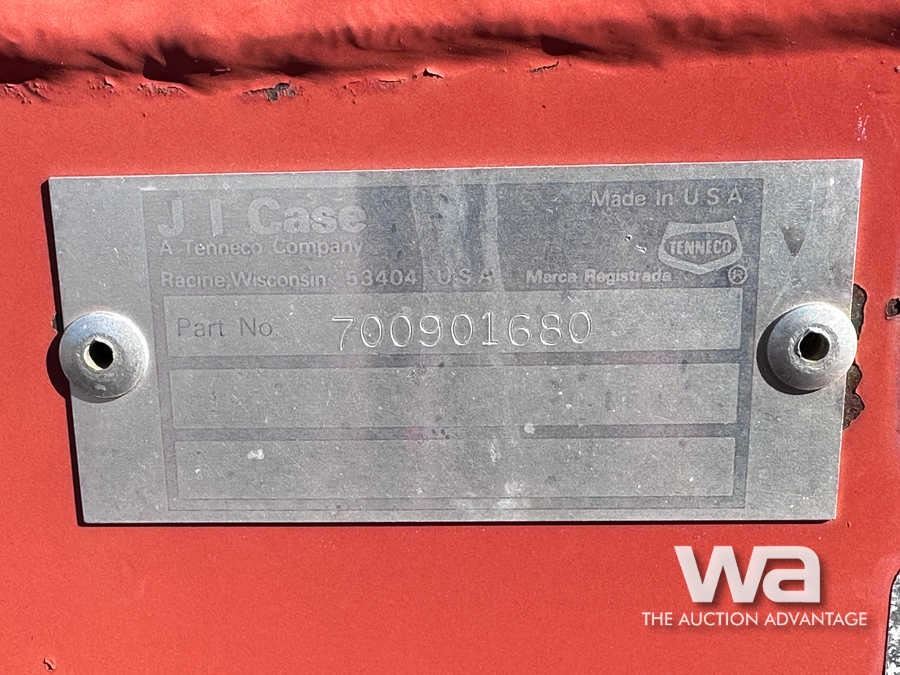 J I Case
Made In U S A
A Tenneco Company
TENNECO
Racine, Wisconsin 53404 U.S.A. Marca Registrada ®
Part No. 700901680
wa
THE AUCTION ADVANTAGE